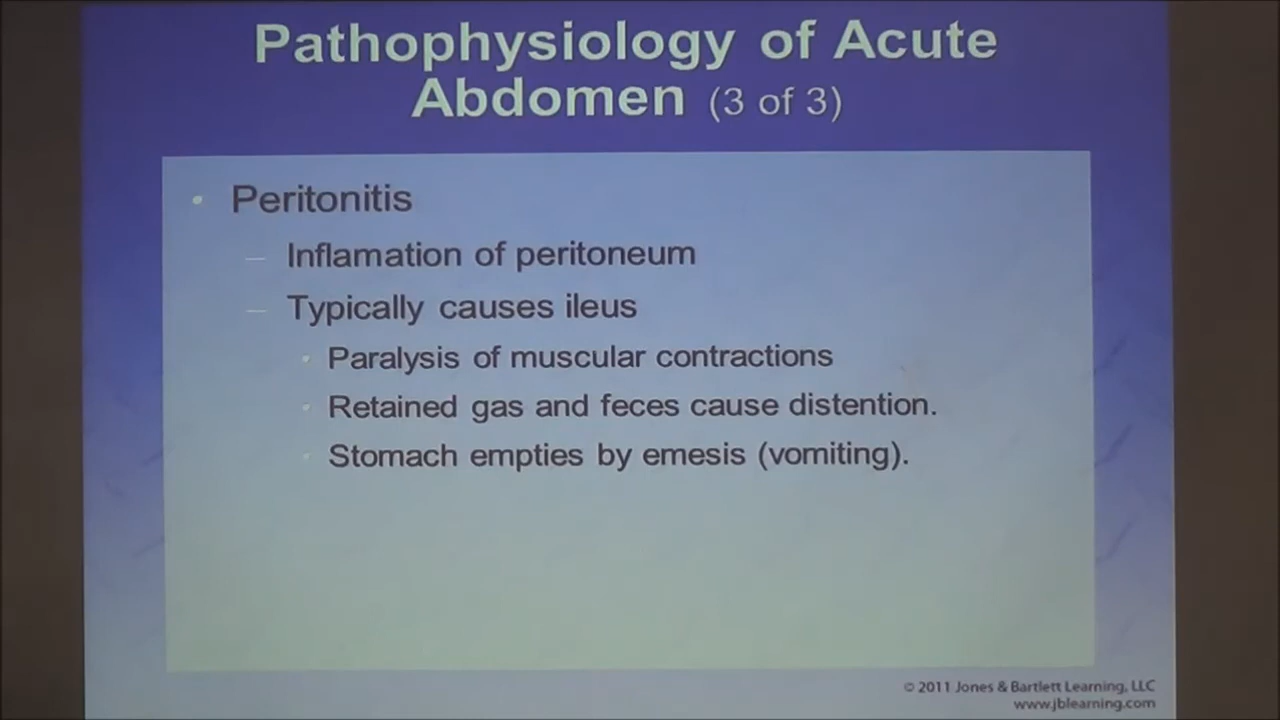 Pathophysiology of Acute
Abdomen (3 of 3)
• Peritonitis
– Inflamation of peritoneum
– Typically causes ileus
• Paralysis of muscular contractions
• Retained gas and feces cause distention.
• Stomach empties by emesis (vomiting).
© 2011 Jones & Bartlett Learning, LLC
www.jblearning.com